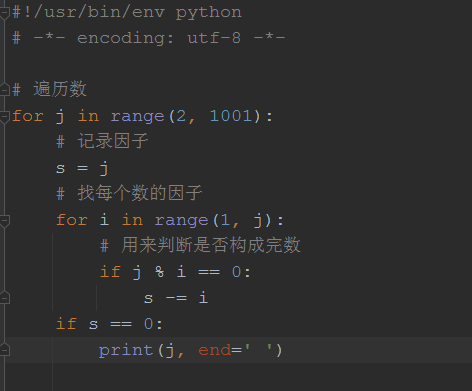 #!/usr/bin/env python
# -*- encoding: utf-8 -*-
# 遍历数
for j in range(2, 1001):
    # 记录因子
    s = j
    # 找每个数的因子
    for i in range(1, j):
        # 用来判断是否构成完数
        if j % i == 0:
            s -= i
    if s == 0:
        print(j, end=' ')